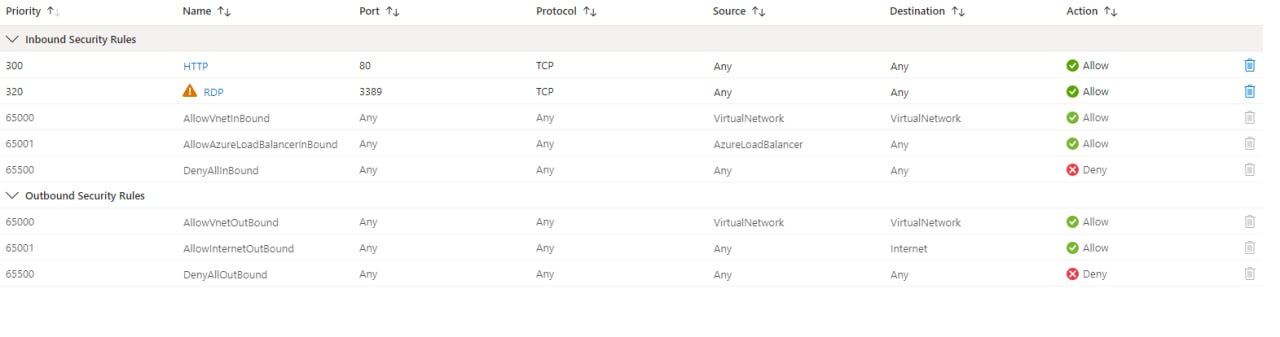 Priority Name Port Protocol Source Destination Action
Inbound Security Rules
300 HTTP 80 TCP Any Any Allow
320 RDP 3389 TCP Any Any Allow
65000 AllowVnetInBound Any Any VirtualNetwork VirtualNetwork Allow
65001 AllowAzureLoadBalancerInBound Any Any AzureLoadBalancer Any Allow
65500 DenyAllInBound Any Any Any Any Deny
Outbound Security Rules
65000 AllowVnetOutBound Any Any VirtualNetwork VirtualNetwork Allow
65001 AllowInternetOutBound Any Any Any Internet Allow
65500 DenyAllOutBound Any Any Any Any Deny